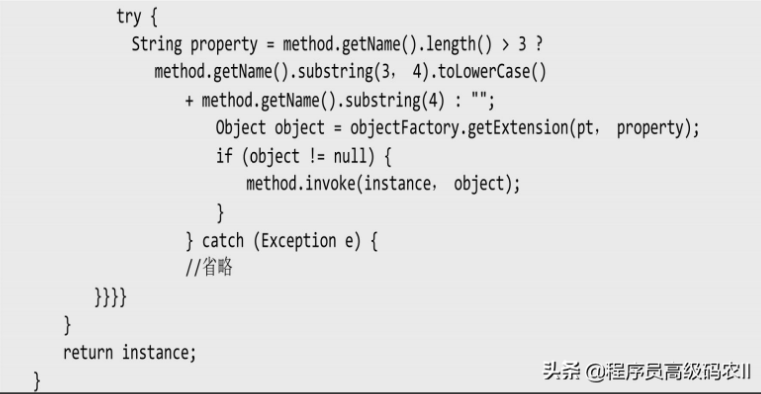 try {
String property = method.getName().length() > 3 ?
method.getName().substring(3， 4).toLowerCase()
+ method.getName().substring(4) : "";
Object object = objectFactory.getExtension(pt， property);
if (object != null) {
method.invoke(instance， object);
}
} catch (Exception e) {
//省略
}}}}
}
return instance;
}
头条 @程序员高级码农II